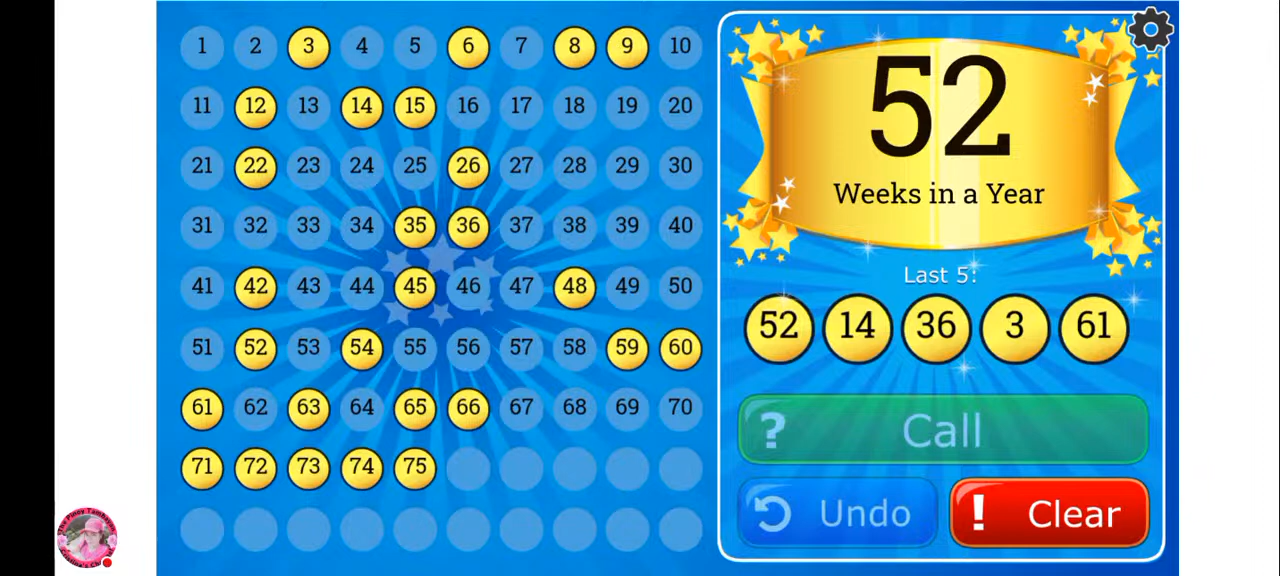 1 2 3 4 5 6 7 8 9 10
11 12 13 14 15 16 17 18 19 20
21 22 23 24 25 26 27 28 29 30
31 32 33 34 35 36 37 38 39 40
41 42 43 44 45 46 47 48 49 50
51 52 53 54 55 56 57 58 59 60
61 62 63 64 65 66 67 68 69 70
71 72 73 74 75
52
Weeks in a Year
Last 5:
52 14 36 3 61
? Call
Undo
! Clear